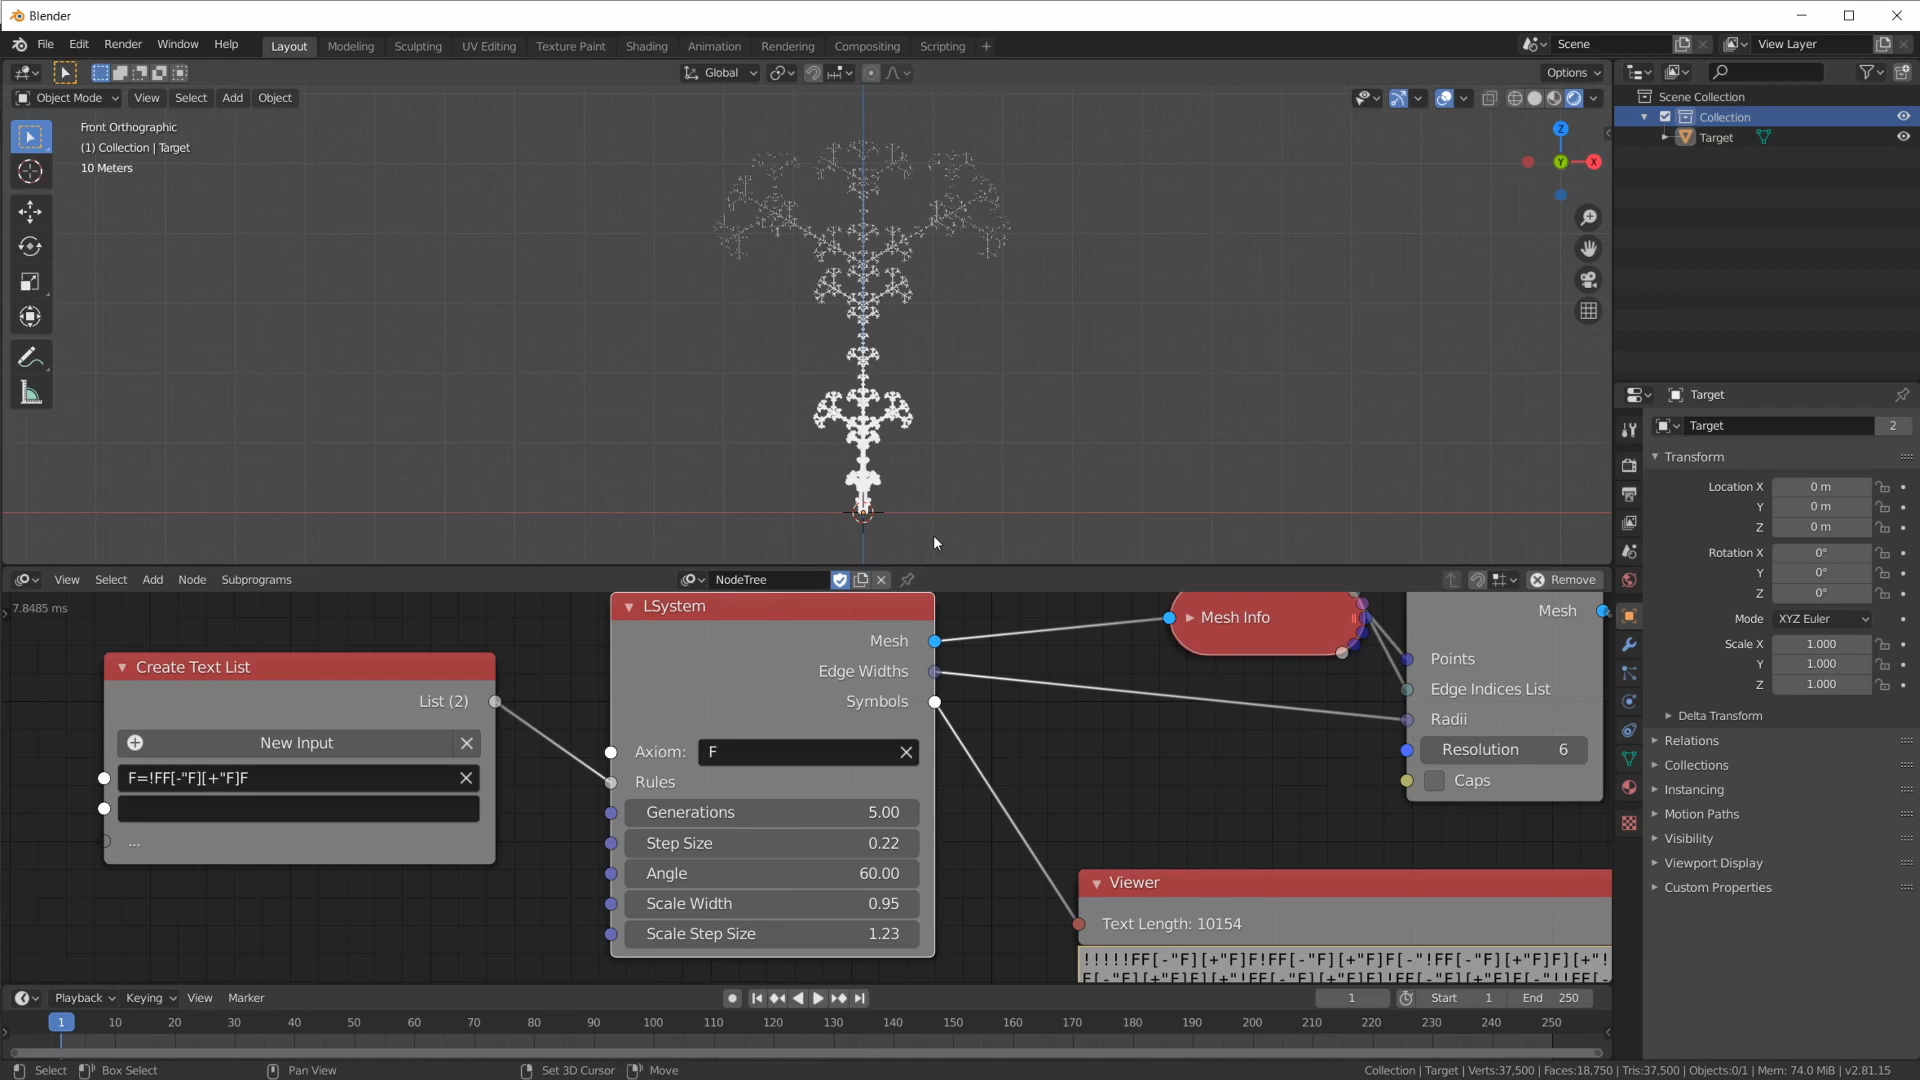 Blender
File Edit Render Window Help Layout Modeling Sculpting UV Editing Texture Paint Shading Animation Rendering Compositing Scripting + Scene View Layer
Global Options
Object Mode View Select Add Object
Front Orthographic
(1) Collection | Target
10 Meters
Z
Y
X
Scene Collection
Collection
Target
Target
Target 2
Transform
Location X 0 m
Y 0 m
Z 0 m
Rotation X 0°
Y 0°
Z 0°
Mode XYZ Euler
Scale X 1.000
Y 1.000
Z 1.000
Delta Transform
Relations
Collections
Instancing
Motion Paths
Visibility
Viewport Display
Custom Properties
View Select Add Node Subprograms NodeTree Remove
7.8485 ms
Create Text List
List (2)
New Input
F=!FF[-"F][+"F]F
...
LSystem
Mesh
Edge Widths
Symbols
Axiom: F
Rules
Generations 5.00
Step Size 0.22
Angle 60.00
Scale Width 0.95
Scale Step Size 1.23
Mesh Info
Mesh
Points
Edge Indices List
Radii
Resolution 6
Caps
Viewer
Text Length: 10154
!!!!!FF[-"F][+"F]F!FF[-"F][+"F]F[-"!FF[-"F][+"F]F][+"!
Playback Keying View Marker 1 Start 1 End 250
1 10 20 30 40 50 60 70 80 90 100 110 120 130 140 150 160 170 180 190 200 210 220 230 240 250
Select Box Select Pan View Set 3D Cursor Move Collection | Target | Verts:37,500 | Faces:18,750 | Tris:37,500 | Objects:0/1 | Mem: 74.0 MiB | v2.81.15